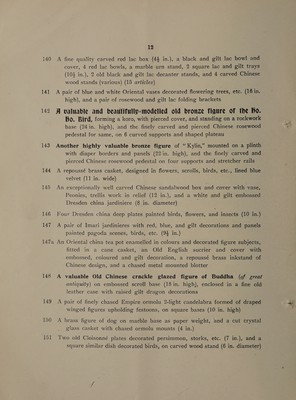 12
140 A fine quality carved red lac box (4½ in.), a black and gilt lac bowl and
cover, 4 red lac bowls, a marble urn stand, 2 square lac and gilt trays
(10½ in.), 2 old black and gilt lac decanter stands, and 4 carved Chinese
wood stands (various) (15 articles)
141 A pair of blue and white Oriental vases decorated flowering trees, etc. (16 in.
high), and a pair of rosewood and gilt lac folding brackets
142 A valuable and beautifully-modelled old bronze figure of the Ho.
Ho. Bird, forming a koro, with pierced cover, and standing on a rockwork
base (24 in. high), and the finely carved and pierced Chinese rosewood
pedestal for same, on 6 curved supports and shaped plateau
143 Another highly valuable bronze figure of "Kylin," mounted on a plinth
with diaper borders and panels (22 in. high), and the finely carved and
pierced Chinese rosewood pedestal on four supports and stretcher rails
144 A repoussé brass casket, designed in flowers, scrolls, birds, etc., lined blue
velvet (11 in. wide)
145 An exceptionally well carved Chinese sandalwood box and cover with vase,
Peonies, trellis work in relief (12 in.), and a white and gilt embossed
Dresden china jardiniere (8 in. diameter)
146 Four Dresden china deep plates painted birds, flowers, and insects (10 in.)
147 A pair of Imari jardinieres with red, blue, and gilt decorations and panels
painted pagoda scenes, birds, etc. (9½ in.)
147A An Oriental china tea pot enamelled in colours and decorated figure subjects,
fitted in a cane casket, an Old English sucrier and cover with
embossed, coloured and gilt decoration, a repoussé brass inkstand of
Chinese design, and a chased metal mounted blotter
148 A valuable Old Chinese crackle glazed figure of Buddha (of great
antiquity) on embossed scroll base (18 in. high), enclosed in a fine old
leather case with raised gilt dragon decorations
149 A pair of finely chased Empire ormolu 2-light candelabra formed of draped
winged figures upholding festoons, on square bases (10 in. high)
150 A brass figure of dog on marble base as paper weight, and a cut crystal
glass casket with chased ormolu mounts (4 in.)
151 Two old Cloisonné plates decorated persimmon, storks, etc. (7 in.), and a
square similar dish decorated birds, on carved wood stand (6 in. diameter)